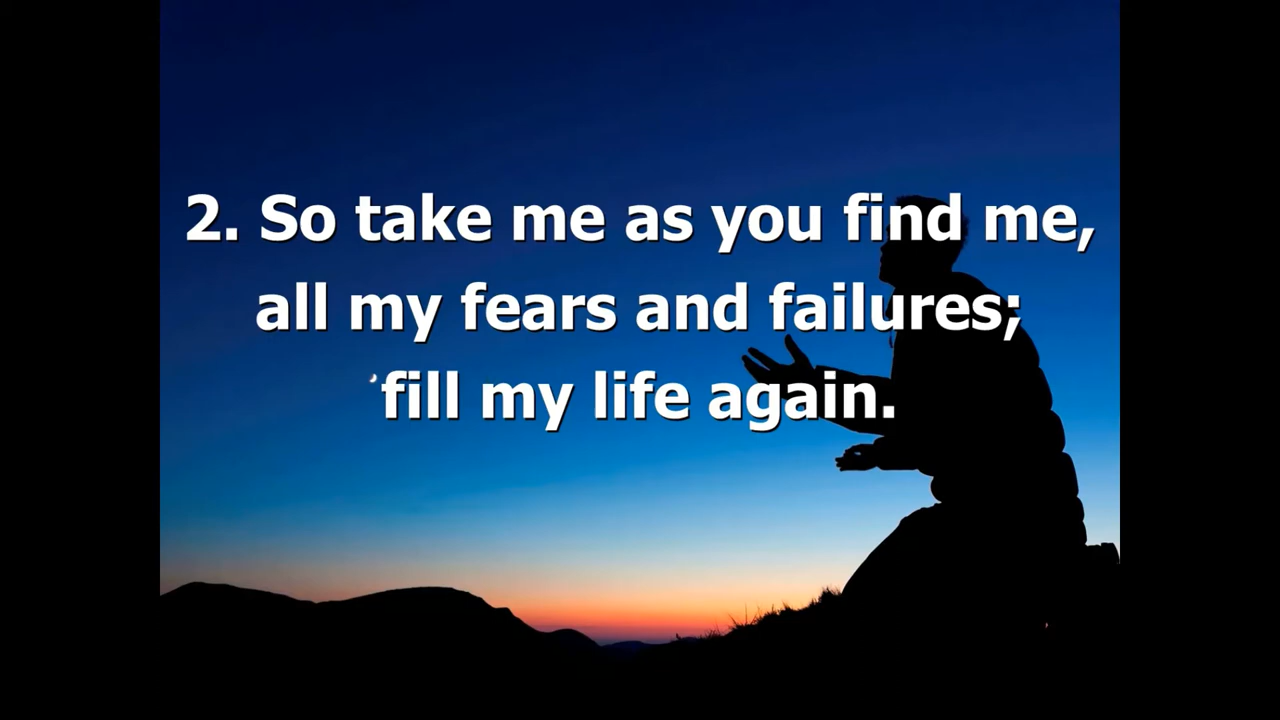 2. So take me as you find me,
all my fears and failures;
fill my life again.